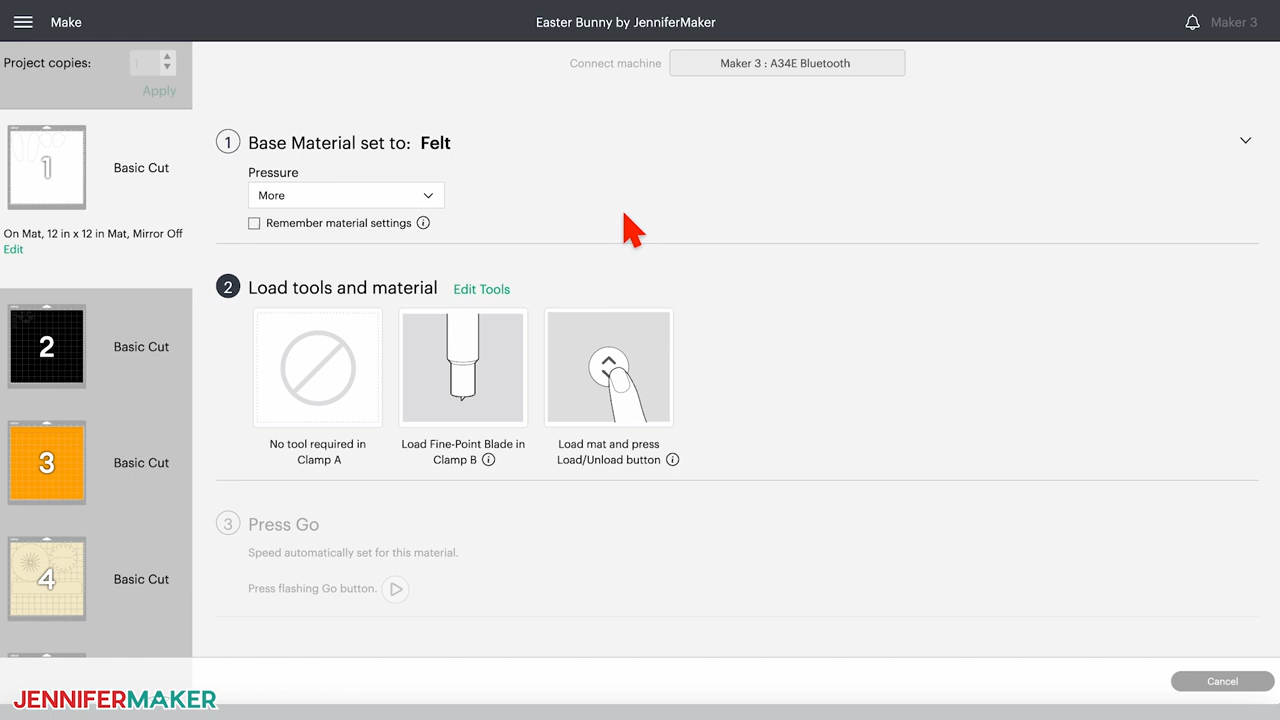 Make
Easter Bunny by JenniferMaker
Maker 3
Project copies:
1
Apply
Connect machine
Maker 3 : A34E Bluetooth
1
Basic Cut
On Mat, 12 in x 12 in Mat, Mirror Off
Edit
2
Basic Cut
3
Basic Cut
4
Basic Cut
1 Base Material set to: Felt
Pressure
More
Remember material settings
2 Load tools and material Edit Tools
No tool required in
Clamp A
Load Fine-Point Blade in
Clamp B
Load mat and press
Load/Unload button
3 Press Go
Speed automatically set for this material.
Press flashing Go button.
Cancel
JENNIFERMAKER